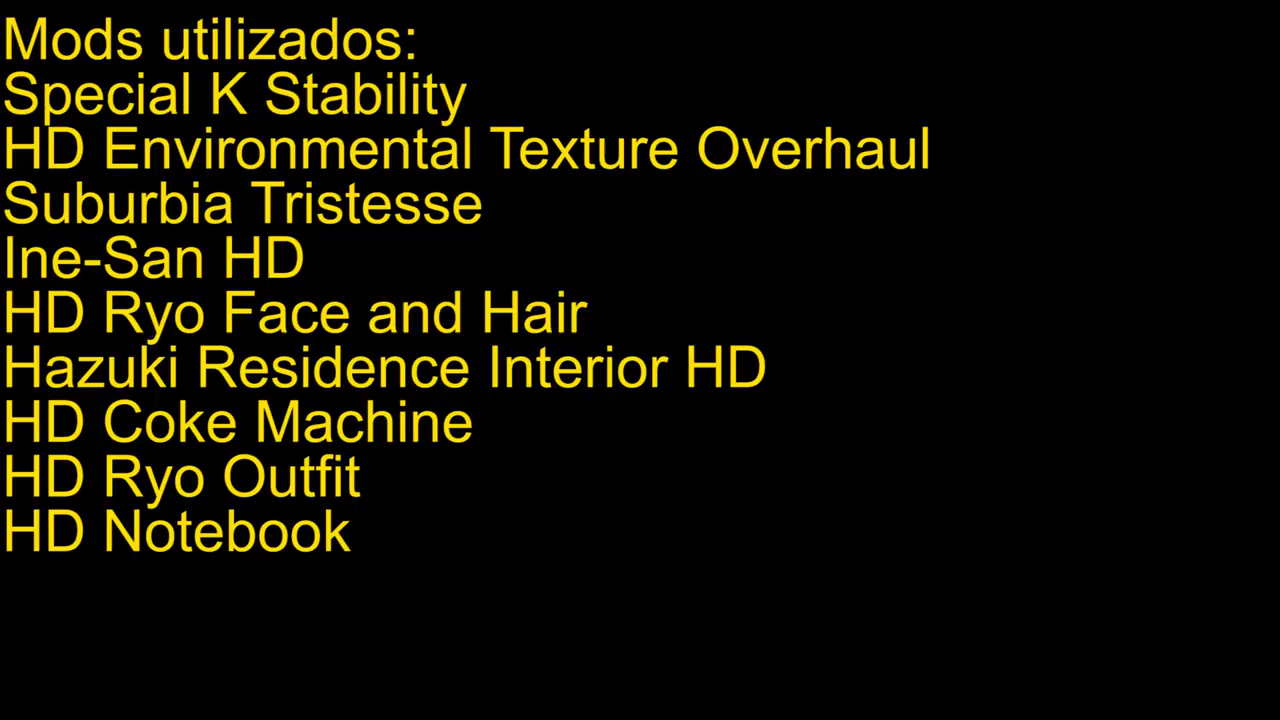 Mods utilizados:
Special K Stability
HD Environmental Texture Overhaul
Suburbia Tristesse
Ine-San HD
HD Ryo Face and Hair
Hazuki Residence Interior HD
HD Coke Machine
HD Ryo Outfit
HD Notebook